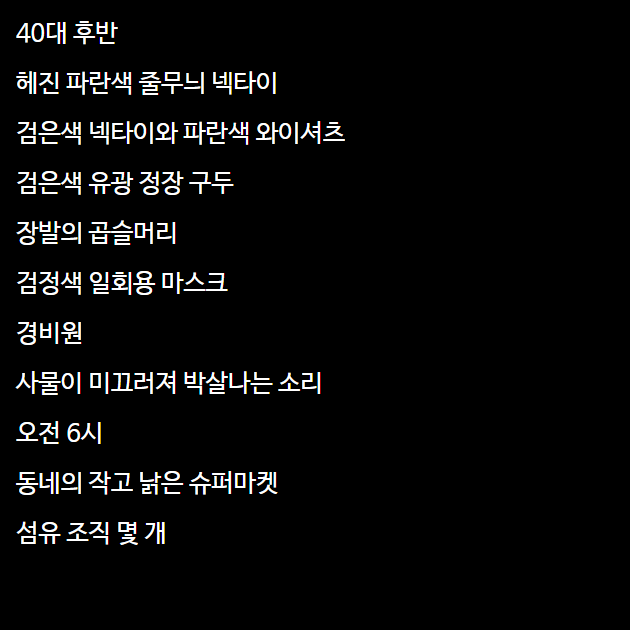 40대 후반
헤진 파란색 줄무늬 넥타이
검은색 넥타이와 파란색 와이셔츠
검은색 유광 정장 구두
장발의 곱슬머리
검정색 일회용 마스크
경비원
사물이 미끄러져 박살나는 소리
오전 6시
동네의 작고 낡은 슈퍼마켓
섬유 조직 몇 개